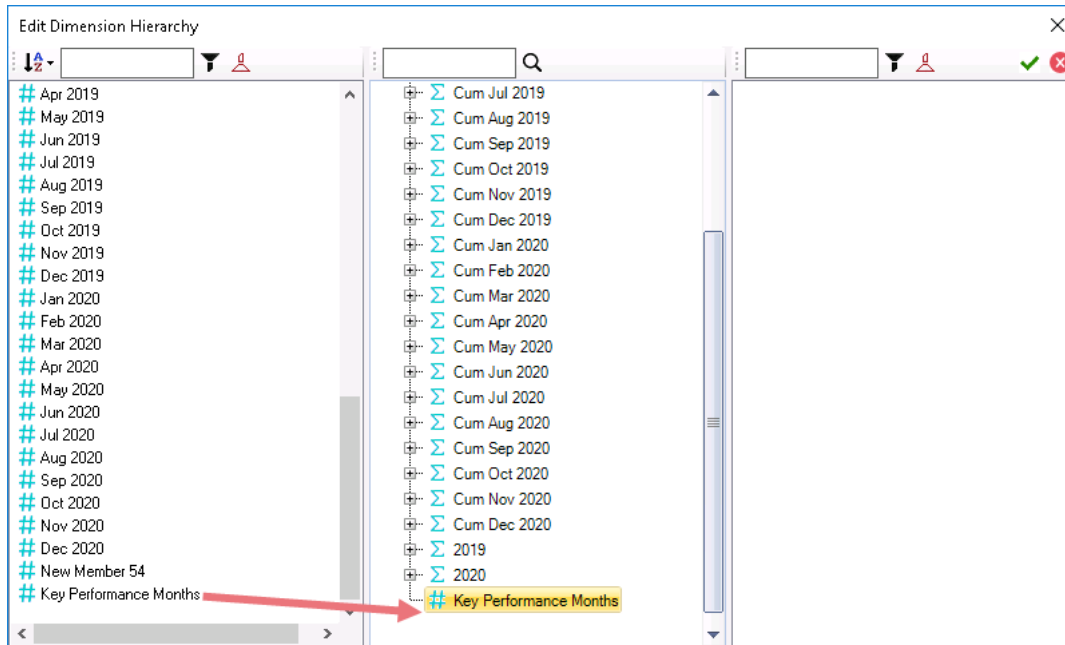 Edit Dimension Hierarchy
A
Z
# Apr 2019
# May 2019
# Jun 2019
# Jul 2019
# Aug 2019
# Sep 2019
# Oct 2019
# Nov 2019
# Dec 2019
# Jan 2020
# Feb 2020
# Mar 2020
# Apr 2020
# May 2020
# Jun 2020
# Jul 2020
# Aug 2020
# Sep 2020
# Oct 2020
# Nov 2020
# Dec 2020
# New Member 54
# Key Performance Months
Σ Cum Jul 2019
Σ Cum Aug 2019
Σ Cum Sep 2019
Σ Cum Oct 2019
Σ Cum Nov 2019
Σ Cum Dec 2019
Σ Cum Jan 2020
Σ Cum Feb 2020
Σ Cum Mar 2020
Σ Cum Apr 2020
Σ Cum May 2020
Σ Cum Jun 2020
Σ Cum Jul 2020
Σ Cum Aug 2020
Σ Cum Sep 2020
Σ Cum Oct 2020
Σ Cum Nov 2020
Σ Cum Dec 2020
Σ 2019
Σ 2020
# Key Performance Months